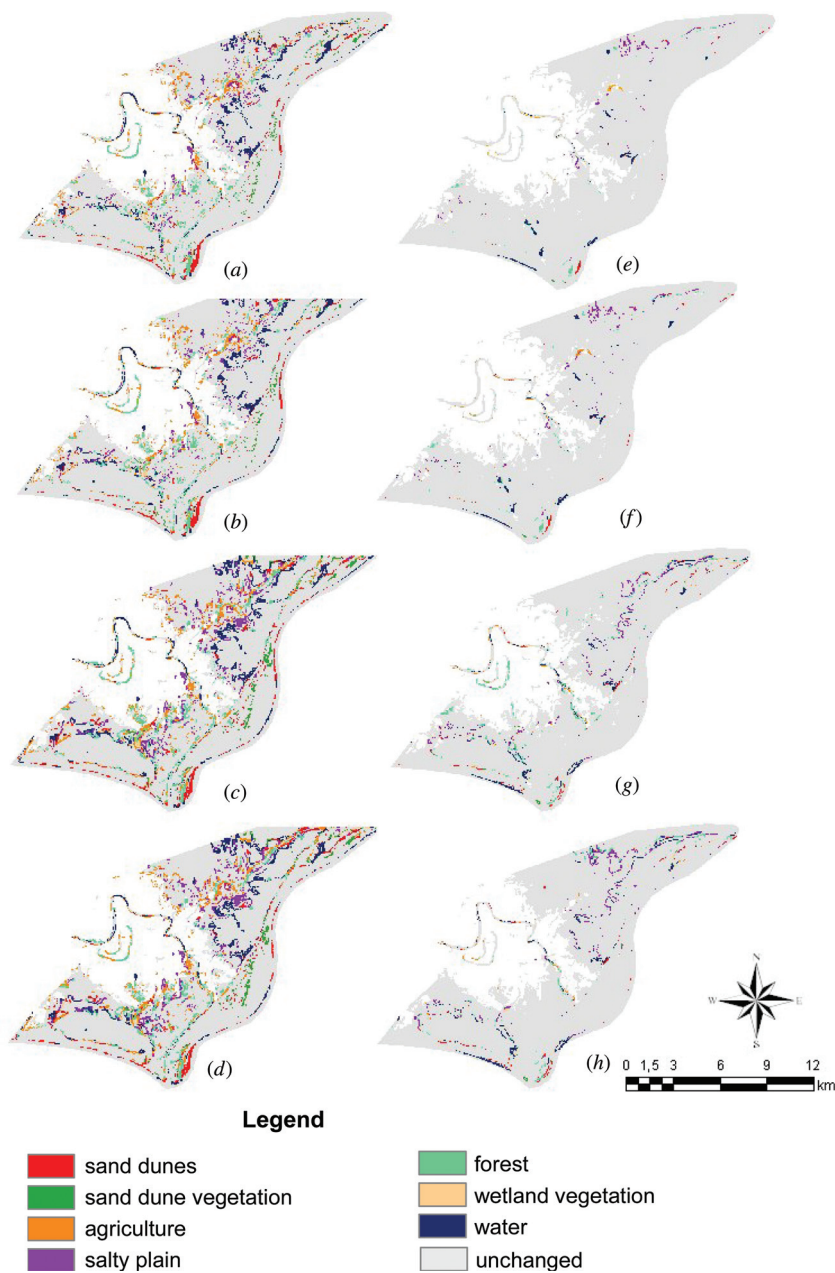 (a)
(e)
(b)
(f)
(c)
(g)
(d)
(h)
N
W E
S
0 1,5 3 6 9 12
km
Legend
sand dunes
sand dune vegetation
agriculture
salty plain
forest
wetland vegetation
water
unchanged